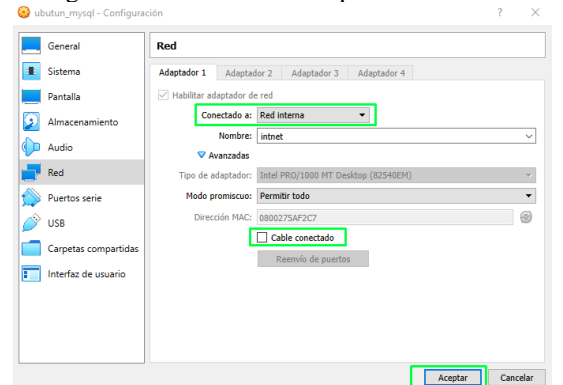 ubutun_mysql - Configuración
?
General
Sistema
Pantalla
Almacenamiento
Audio
Red
Puertos serie
USB
Carpetas compartidas
Interfaz de usuario
Red
Adaptador 1 Adaptador 2 Adaptador 3 Adaptador 4
Habilitar adaptador de red
Conectado a: Red interna
Nombre: intnet
Avanzadas
Tipo de adaptador: Intel PRO/1000 MT Desktop (82540EM)
Modo promiscuo: Permitir todo
Dirección MAC: 0800275AF2C7
Cable conectado
Reenvío de puertos
Aceptar Cancelar